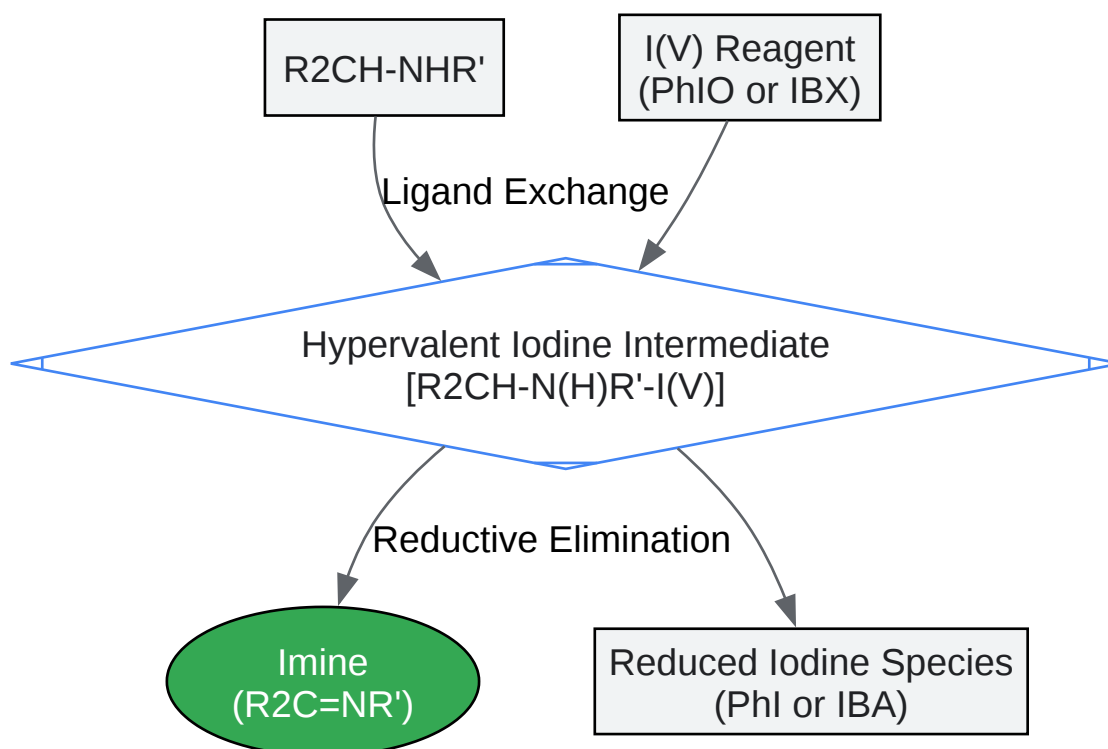 R2CH-NHR'
I(V) Reagent
(PhIO or IBX)
Ligand Exchange
Hypervalent Iodine Intermediate
[R2CH-N(H)R'-I(V)]
Reductive Elimination
Imine
(R2C=NR')
Reduced Iodine Species
(PhI or IBA)